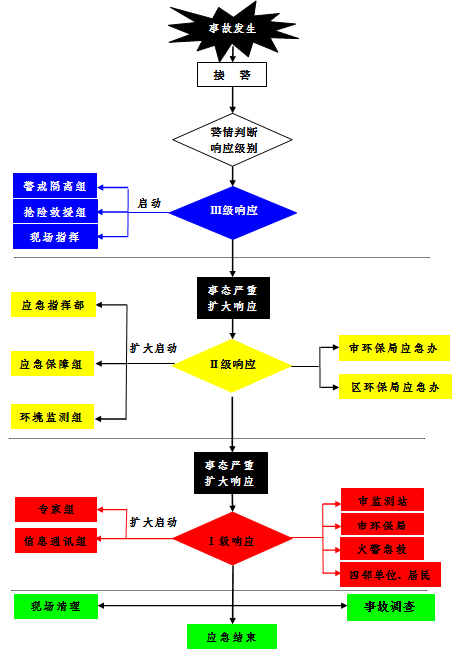 事故发生
接 警
警情判断
响应级别
警戒隔离组
抢险救援组
现场指挥
启动
III级响应
事态严重
扩大响应
应急指挥部
应急保障组
环境监测组
扩大启动
II级响应
市环保局应急办
区环保局应急办
事态严重
扩大响应
专家组
信息通讯组
扩大启动
I级响应
市监测站
市环保局
火警急救
四邻单位、居民
现场清理
事故调查
应急结束